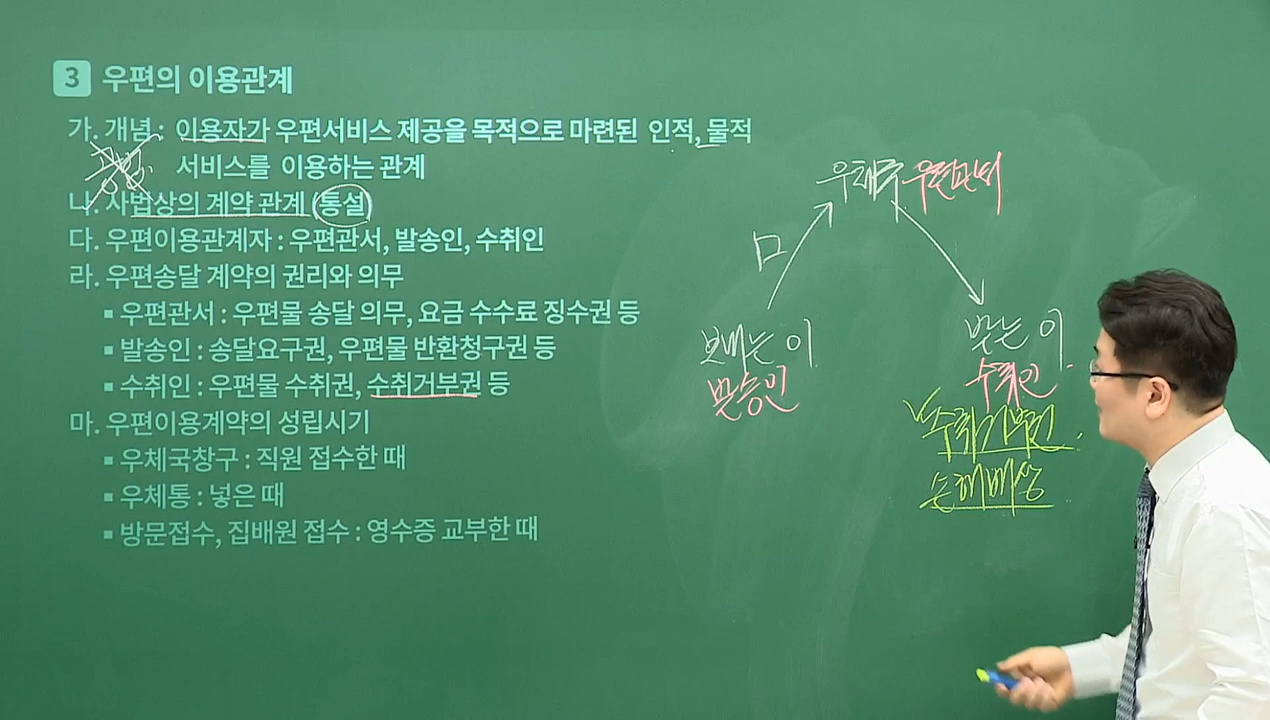 3 우편의 이용관계
가. 개념 : 이용자가 우편서비스 제공을 목적으로 마련된 인적, 물적
서비스를 이용하는 관계
공법
나. 사법상의 계약 관계 (통설)
다. 우편이용관계자 : 우편관서, 발송인, 수취인
라. 우편송달 계약의 권리와 의무
▪ 우편관서 : 우편물 송달 의무, 요금 수수료 징수권 등
▪ 발송인 : 송달요구권, 우편물 반환청구권 등
▪ 수취인 : 우편물 수취권, 수취거부권 등
마. 우편이용계약의 성립시기
▪ 우체국창구 : 직원 접수한 때
▪ 우체통 : 넣은 때
▪ 방문접수, 집배원 접수 : 영수증 교부한 때
우체국 우편관서
보내는 이
발송인
받는 이
수취인
수취거부권
손해배상